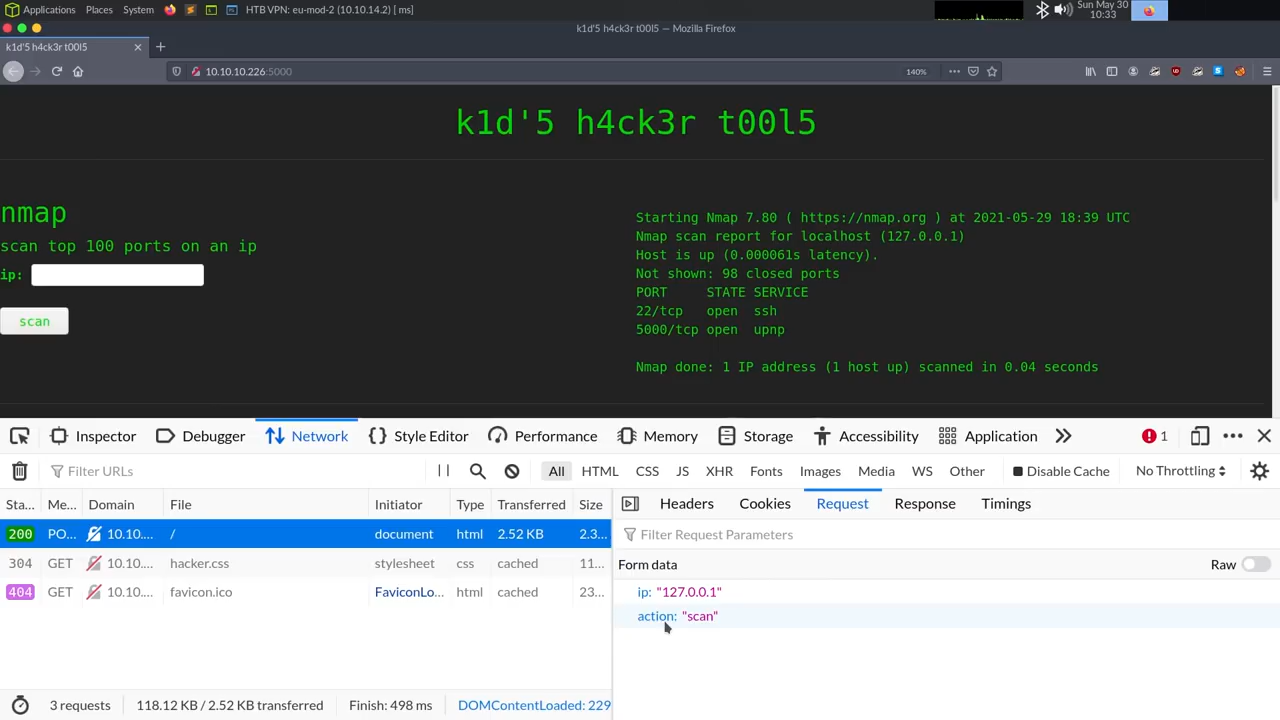 Applications Places System HTB VPN: eu-mod-2 (10.10.14.2) [ ms] Sun May 30
10:33
k1d'5 h4ck3r t00l5 — Mozilla Firefox
k1d'5 h4ck3r t00l5
10.10.10.226:5000 140%
k1d'5 h4ck3r t00l5
nmap
scan top 100 ports on an ip
ip:
scan
Starting Nmap 7.80 ( https://nmap.org ) at 2021-05-29 18:39 UTC
Nmap scan report for localhost (127.0.0.1)
Host is up (0.000061s latency).
Not shown: 98 closed ports
PORT STATE SERVICE
22/tcp open ssh
5000/tcp open upnp
Nmap done: 1 IP address (1 host up) scanned in 0.04 seconds
Inspector Debugger Network Style Editor Performance Memory Storage Accessibility Application 1
Filter URLs All HTML CSS JS XHR Fonts Images Media WS Other Disable Cache No Throttling
Sta... Me... Domain File Initiator Type Transferred Size
200 PO... 10.10.... / document html 2.52 KB 2.3...
304 GET 10.10.... hacker.css stylesheet css cached 11...
404 GET 10.10.... favicon.ico FaviconLo... html cached 23...
3 requests 118.12 KB / 2.52 KB transferred Finish: 498 ms DOMContentLoaded: 229
Headers Cookies Request Response Timings
Filter Request Parameters
Form data Raw
ip: "127.0.0.1"
action: "scan"